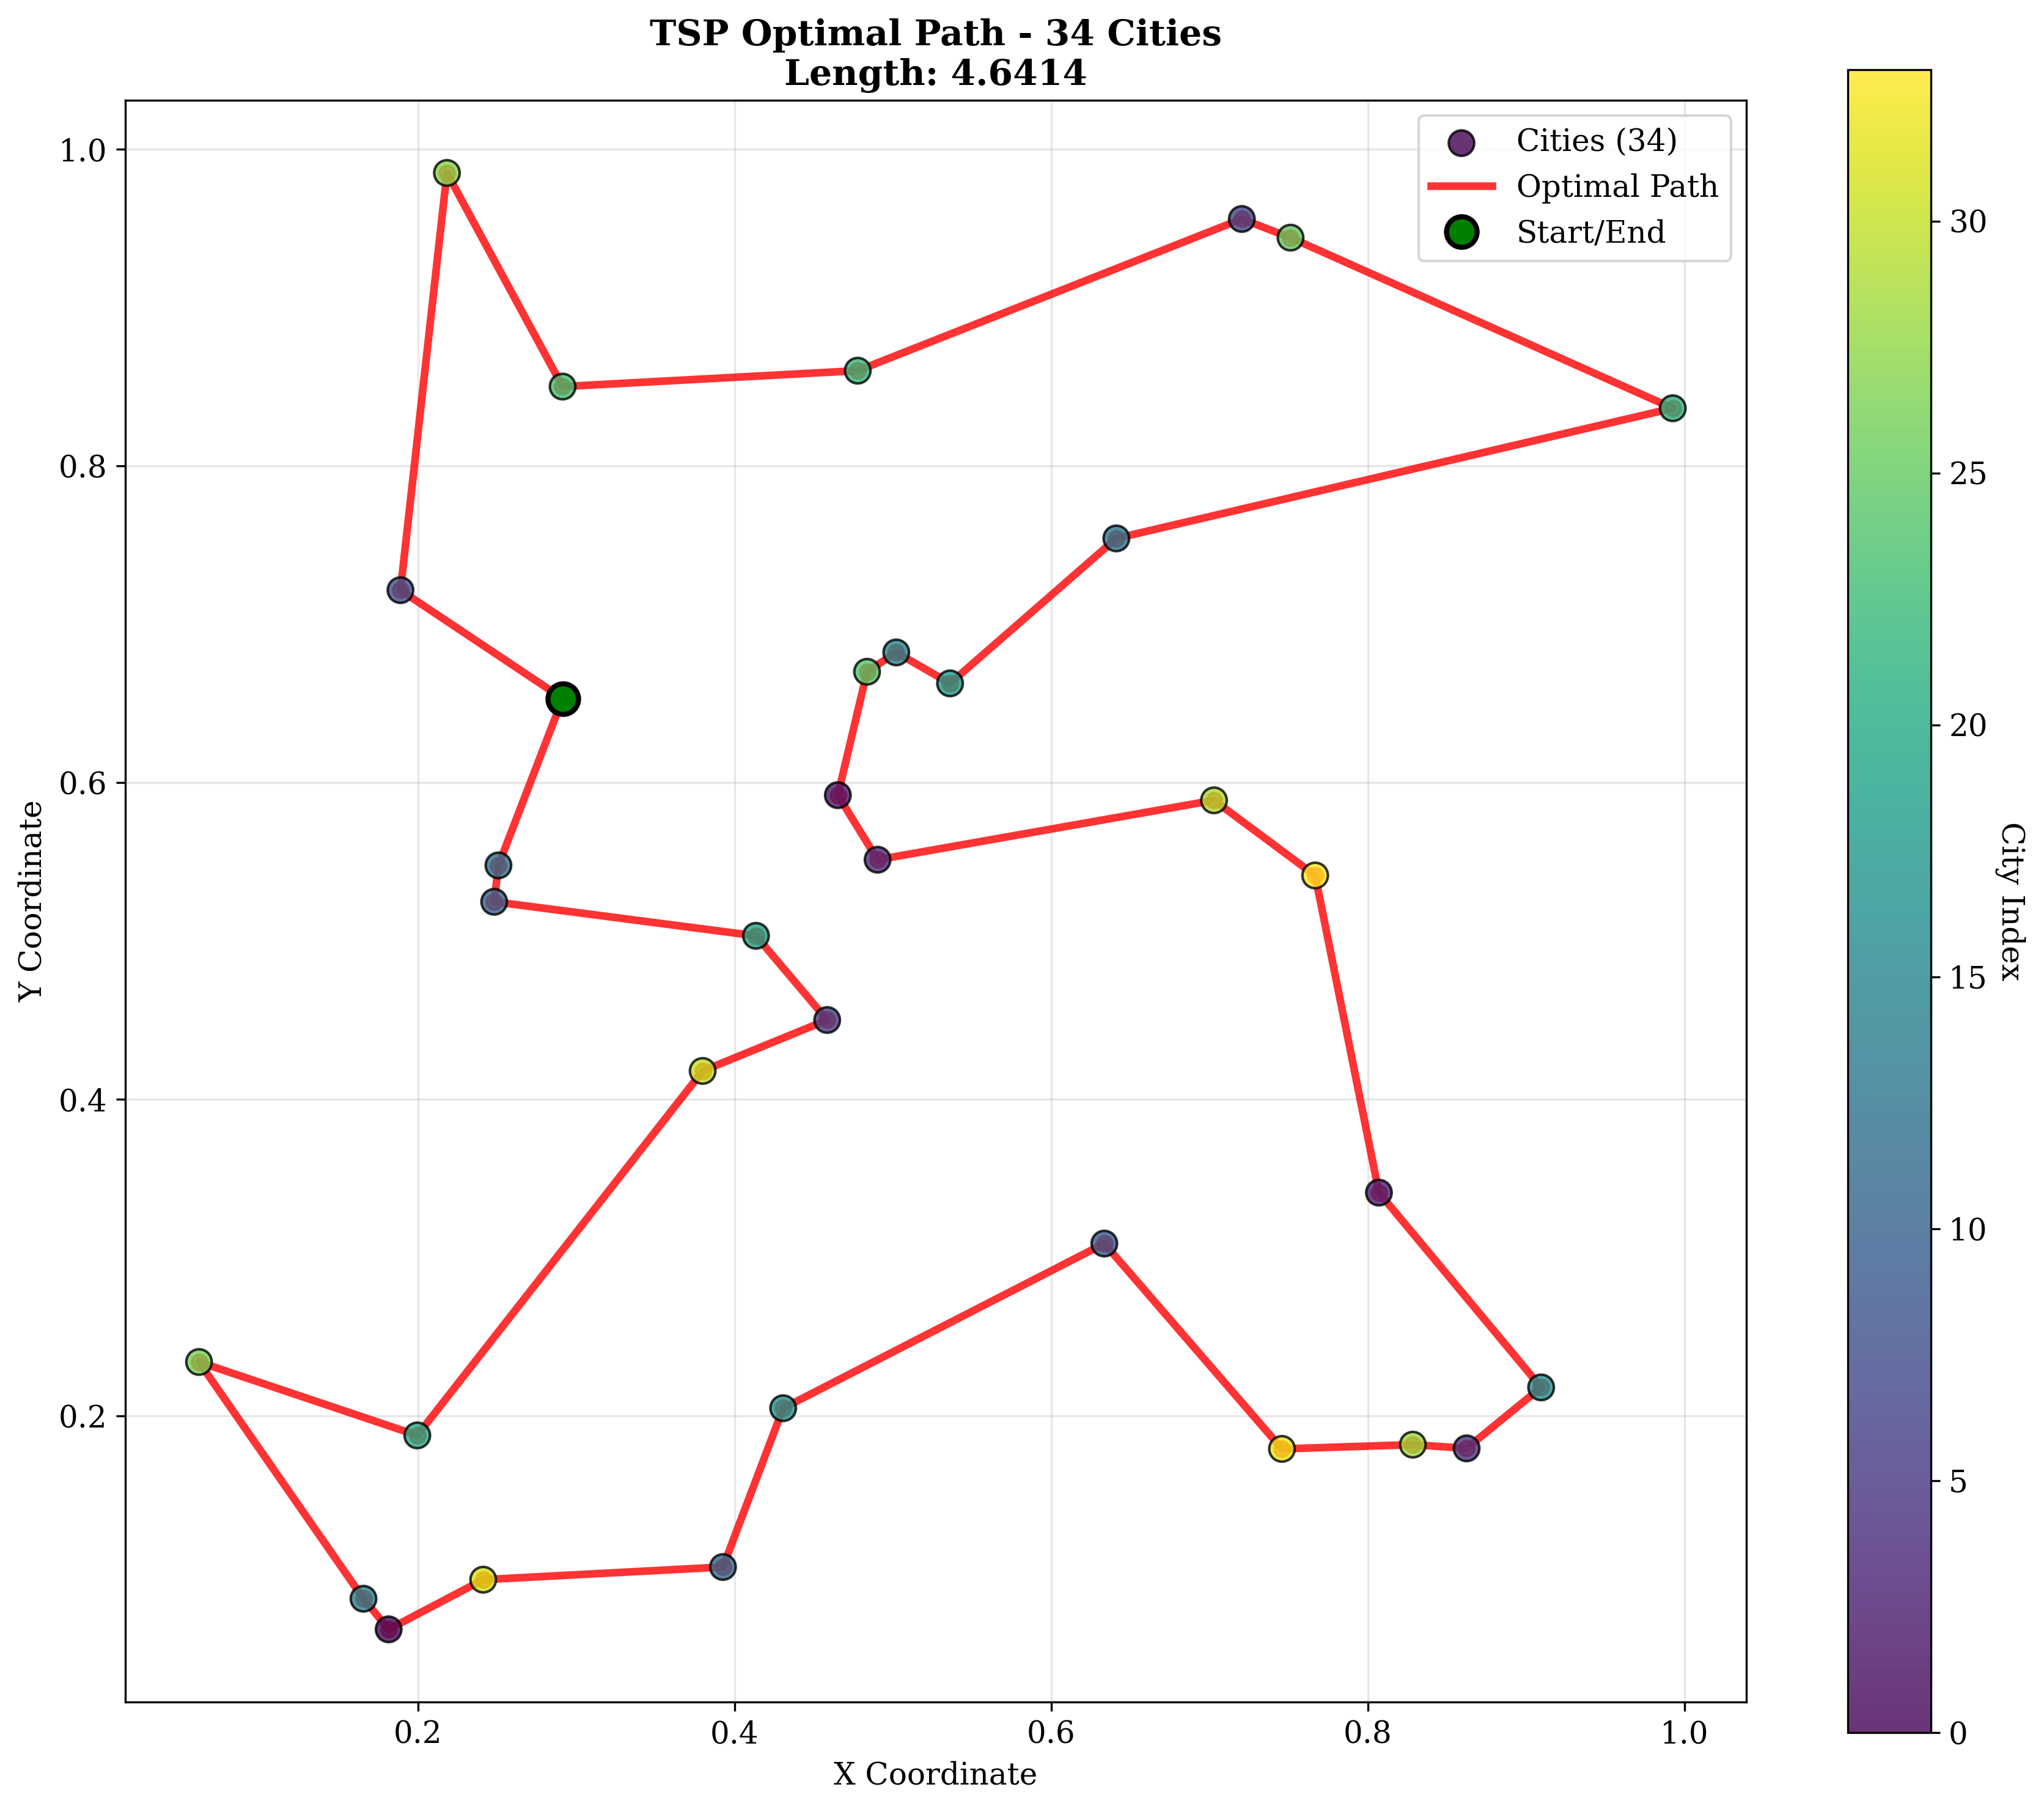 TSP Optimal Path - 34 Cities
Length: 4.6414
Cities (34)
Optimal Path
Start/End
1.0
0.8
0.6
0.4
0.2
Y Coordinate
0.2
0.4
0.6
0.8
1.0
X Coordinate
30
25
20
15
10
5
0
City Index